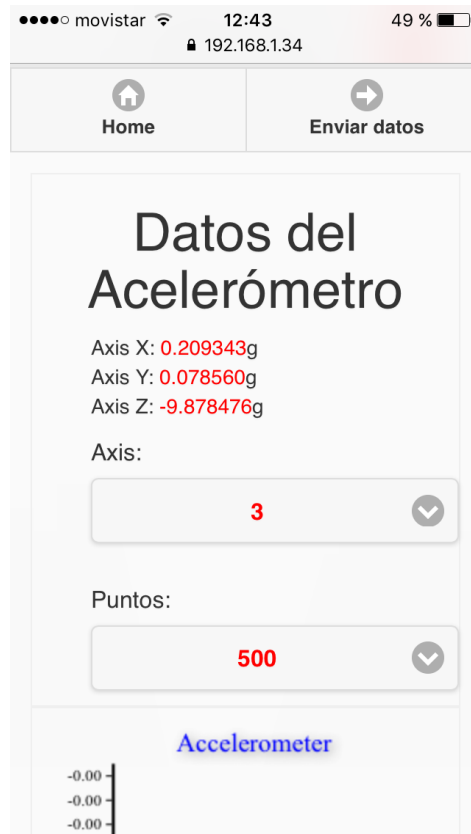 movistar 12:43 49 %
192.168.1.34
Home Enviar datos
Datos del
Acelerómetro
Axis X: 0.209343g
Axis Y: 0.078560g
Axis Z: -9.878476g
Axis:
3
Puntos:
500
Accelerometer
-0.00
-0.00
-0.00